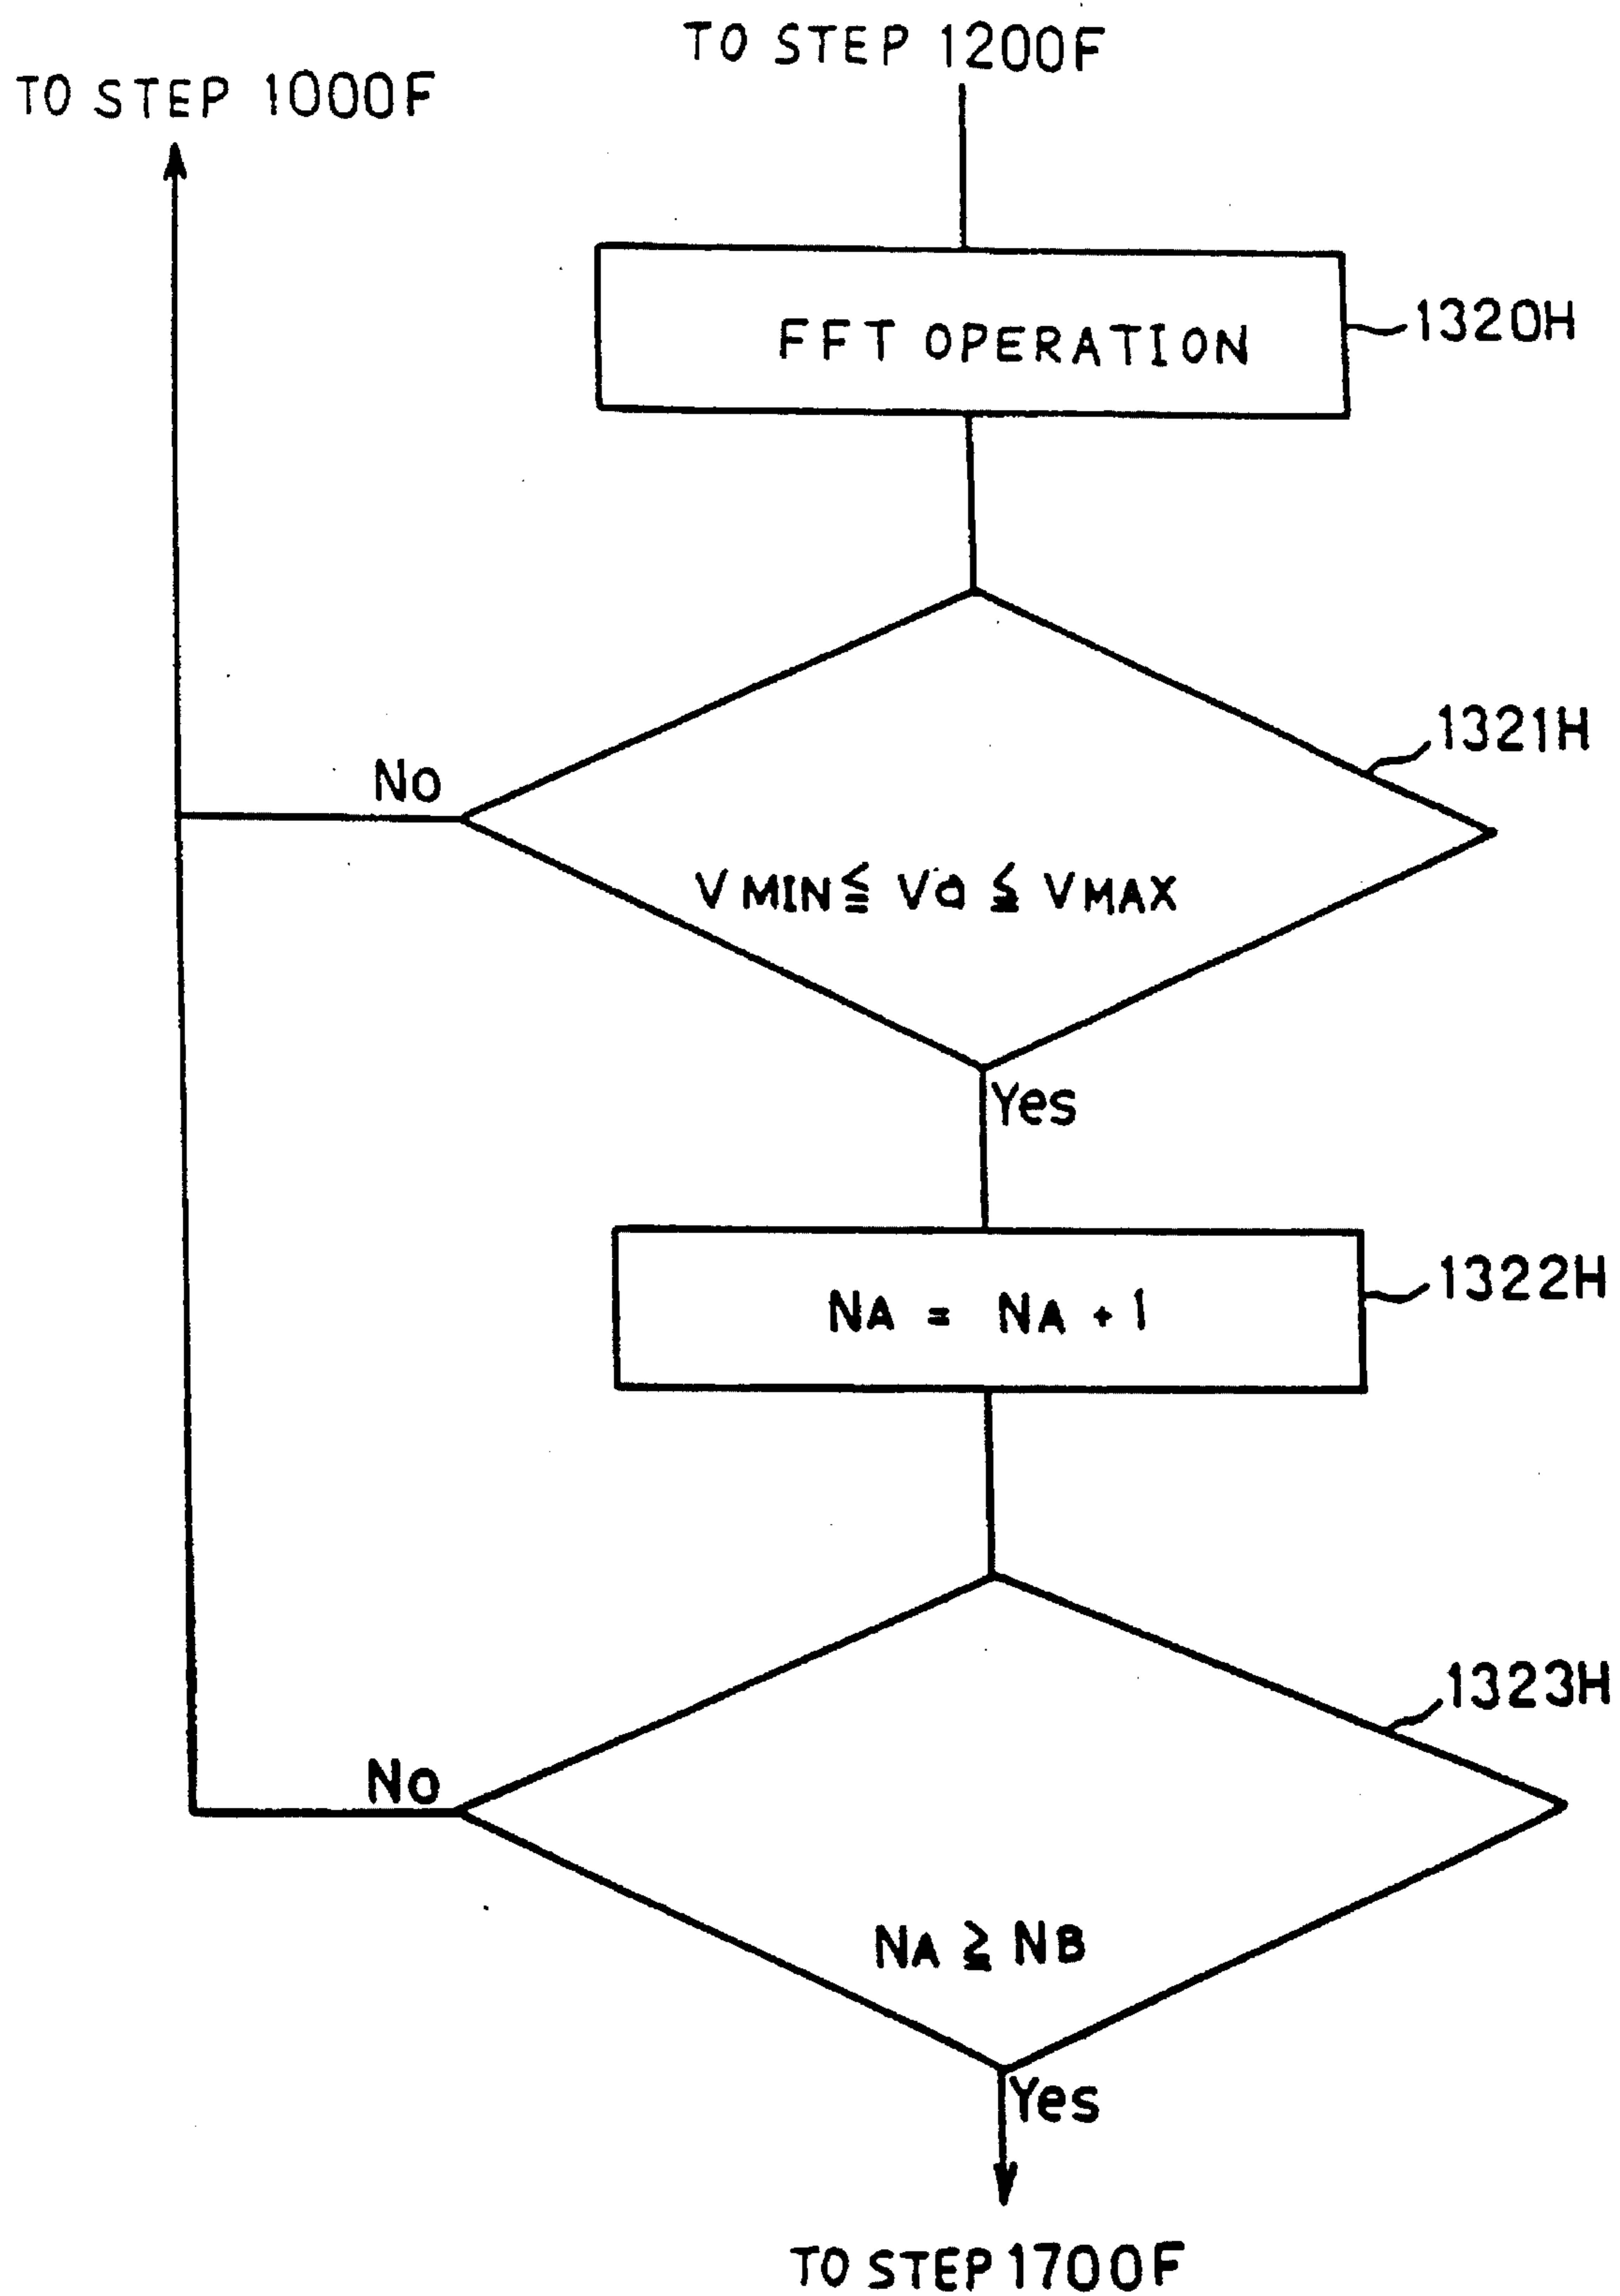 TO STEP 1200F
TO STEP 1000F
FFT OPERATION
1320H
1321H
No
VMIN ≦ Va ≦ VMAX
Yes
NA = NA + 1
1322H
1323H
No
NA ≧ NB
Yes
TO STEP 1700F